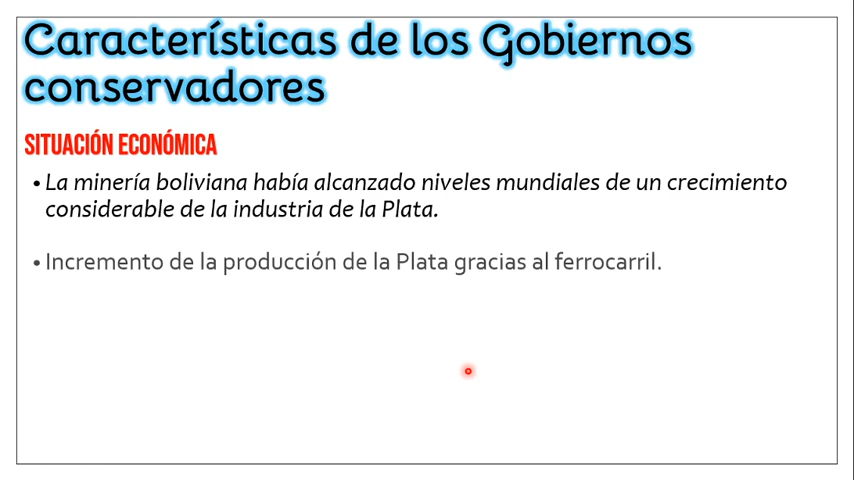 Características de los Gobiernos
conservadores
SITUACIÓN ECONÓMICA
• La minería boliviana había alcanzado niveles mundiales de un crecimiento
considerable de la industria de la Plata.
• Incremento de la producción de la Plata gracias al ferrocarril.